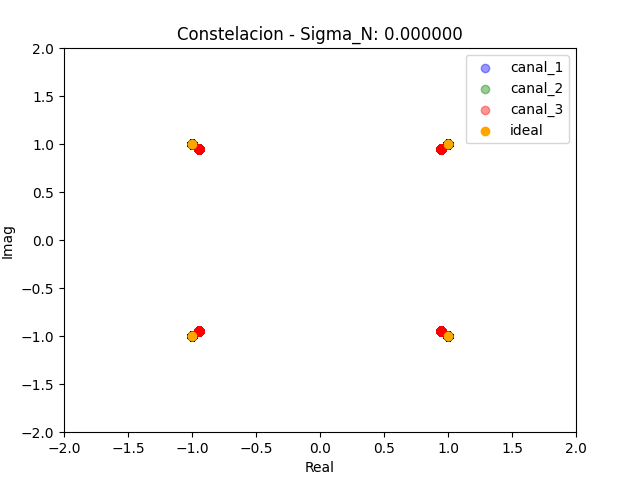 Constelacion - Sigma_N: 0.000000
2.0
1.5
1.0
0.5
0.0
−0.5
−1.0
−1.5
−2.0
Imag
canal_1
canal_2
canal_3
ideal
−2.0 −1.5 −1.0 −0.5 0.0 0.5 1.0 1.5 2.0
Real